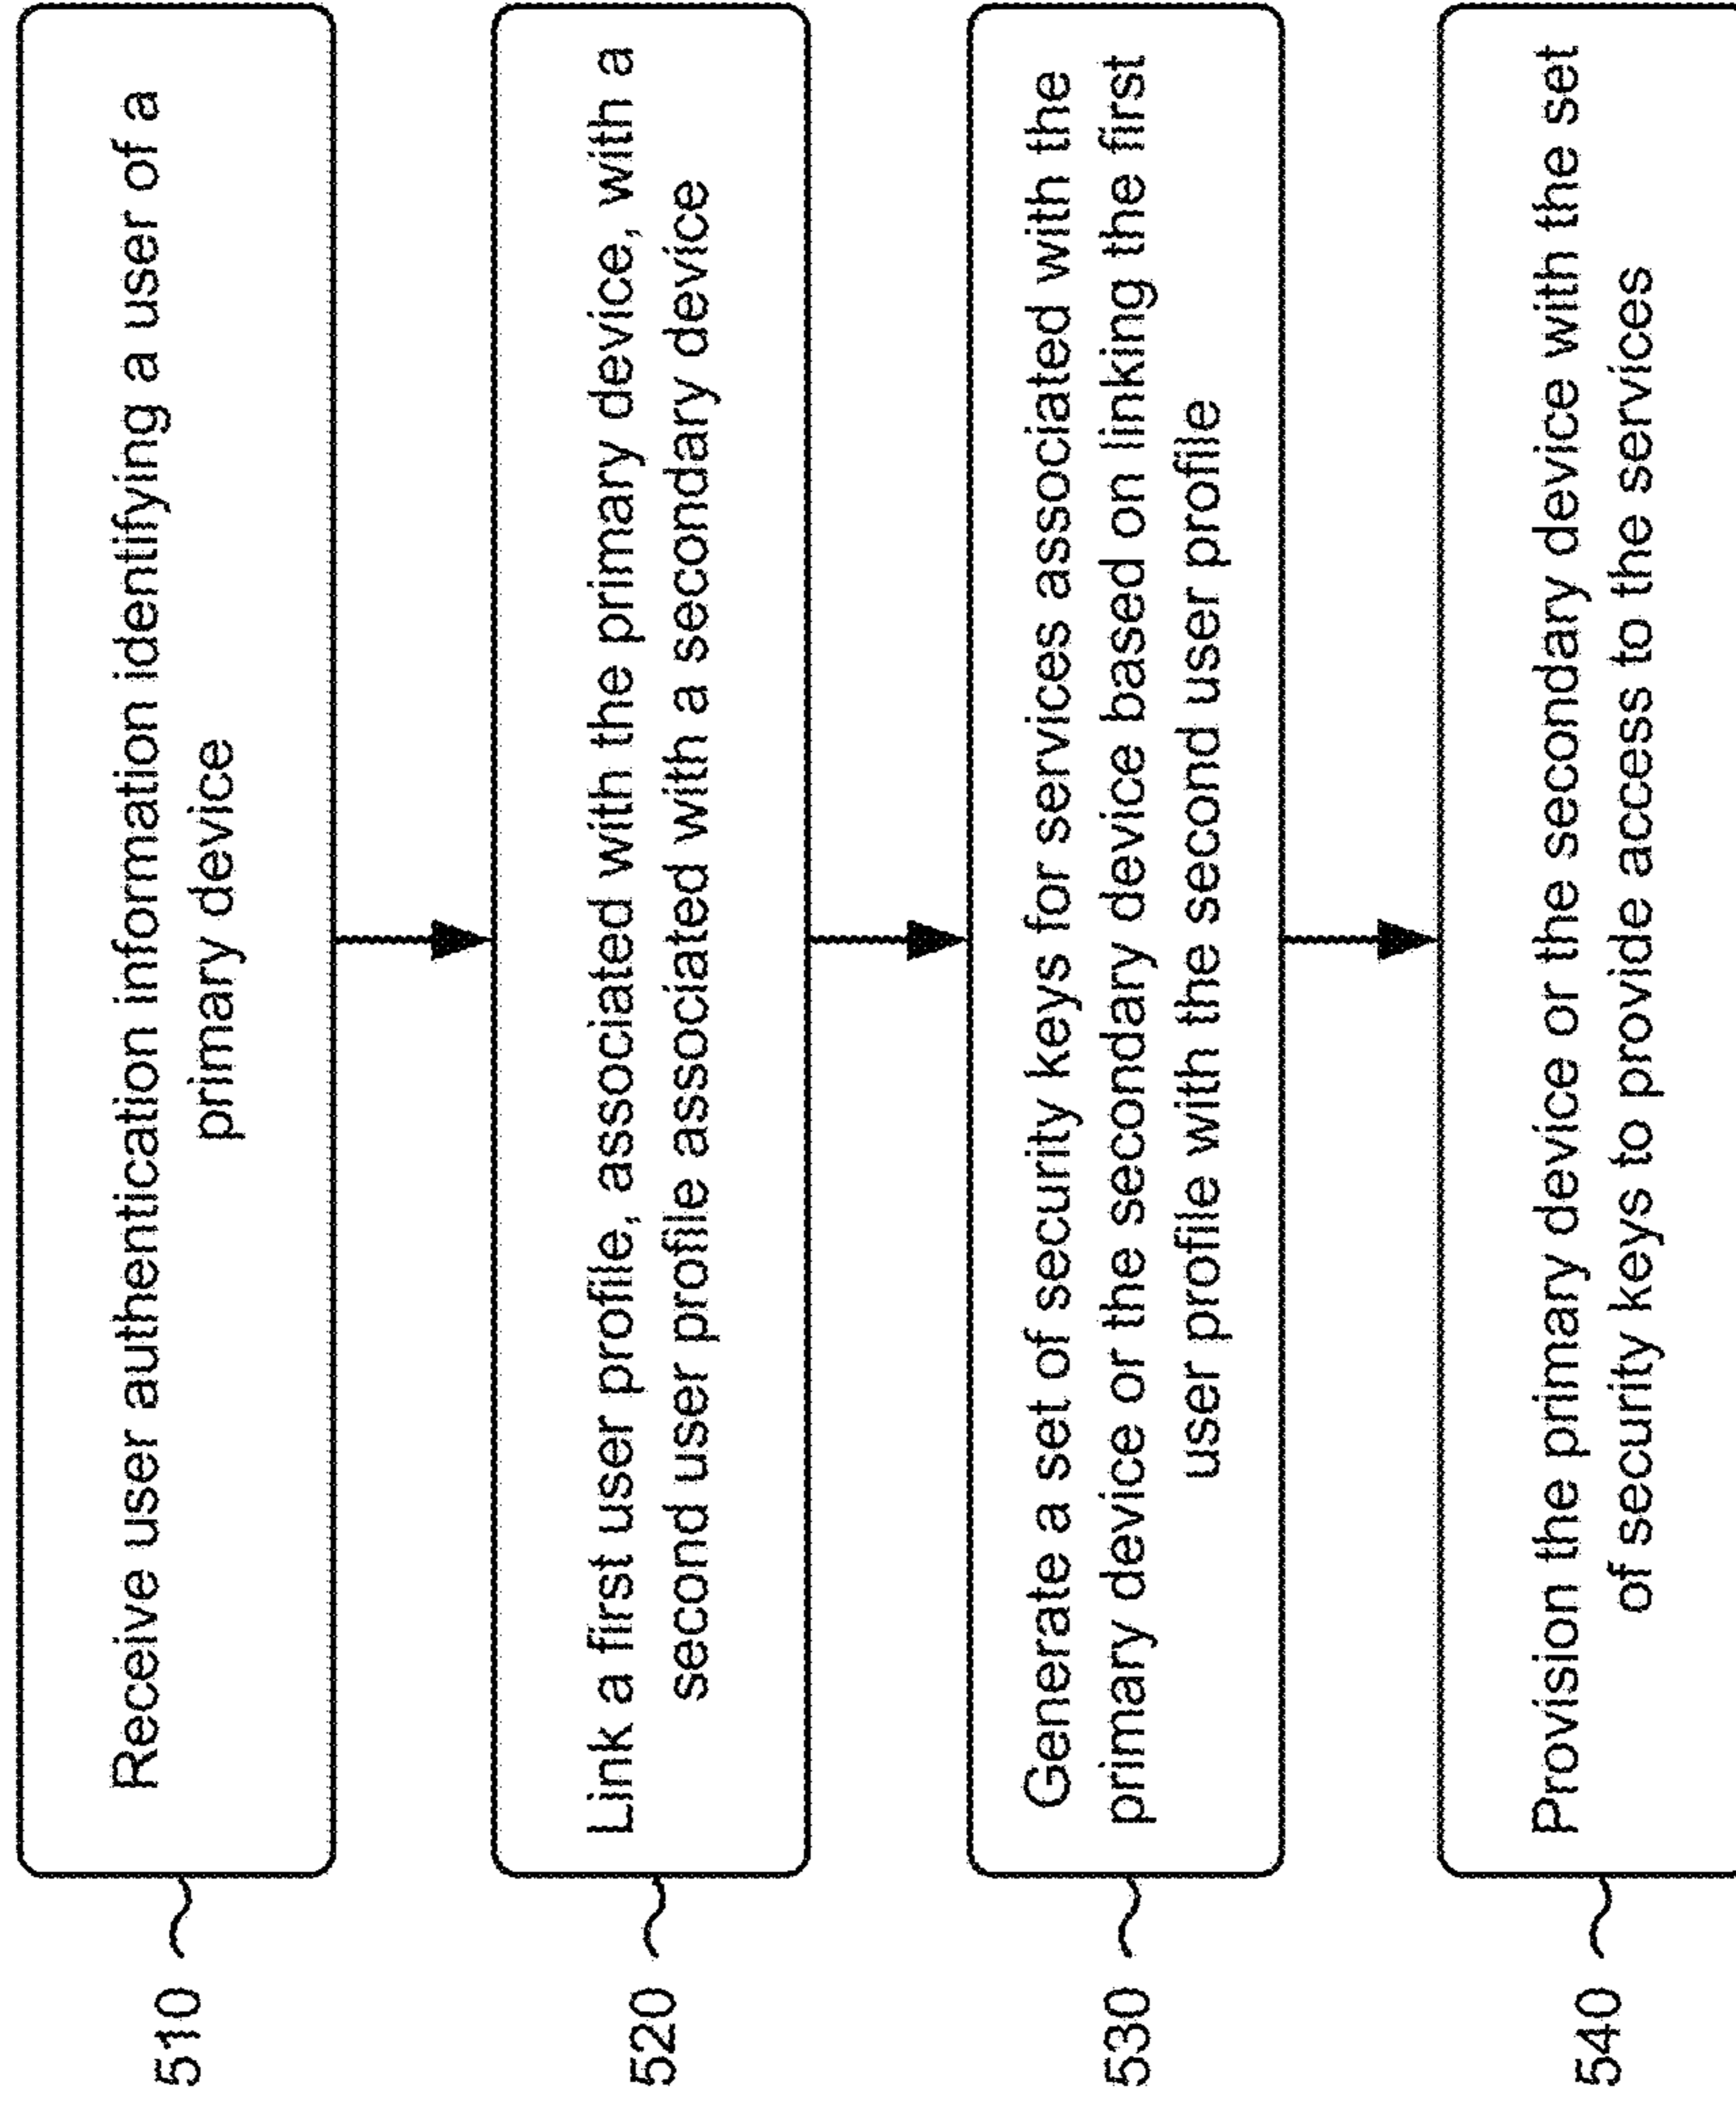 510
Receive user authentication information identifying a user of a
primary device
520
Link a first user profile, associated with the primary device, with a
second user profile associated with a secondary device
530
Generate a set of security keys for services associated with the
primary device or the secondary device based on linking the first
user profile with the second user profile
540
Provision the primary device or the secondary device with the set
of security keys to provide access to the services